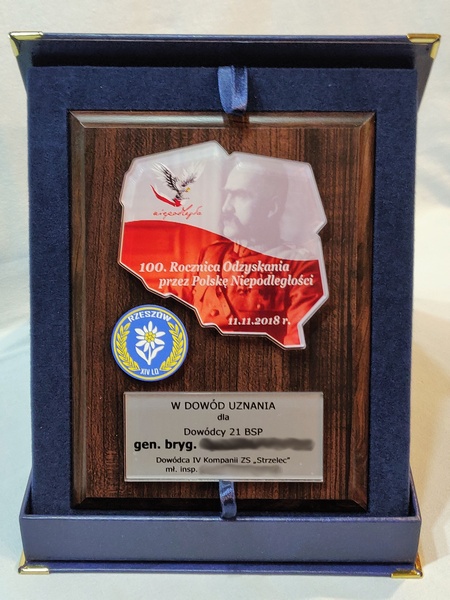 niepodległa
100. Rocznica Odzyskania
przez Polskę Niepodległości
11.11.2018 r.
RZESZÓW
XIV LO
W DOWÓD UZNANIA
dla
Dowódcy 21 BSP
gen. bryg.
Dowódca IV Kompanii ZS „Strzelec”
mł. insp.